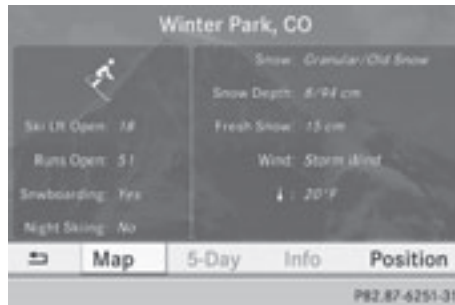 Winter Park, CO
Ski Lft Open: 18
Runs Open: 51
Snwboarding: Yes
Night Skiing: No
Snow: Granular/Old Snow
Snow Depth: 8/94 cm
Fresh Snow: 15 cm
Wind: Storm Wind
: 20°F
Map
5-Day
Info
Position
P82.87-6251-31